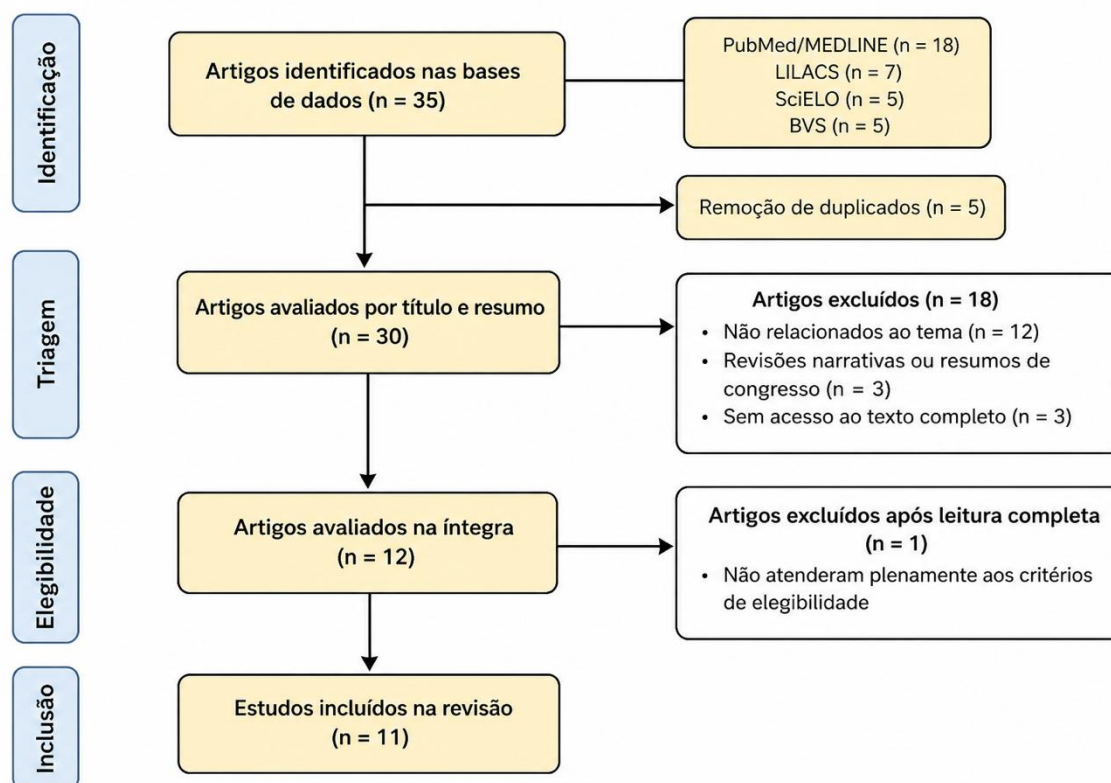 Identificação
Artigos identificados nas bases
de dados (n = 35)
PubMed/MEDLINE (n = 18)
LILACS (n = 7)
SciELO (n = 5)
BVS (n = 5)
Remoção de duplicados (n = 5)
Triagem
Artigos avaliados por título e resumo
(n = 30)
Artigos excluídos (n = 18)
• Não relacionados ao tema (n = 12)
• Revisões narrativas ou resumos de
congresso (n = 3)
• Sem acesso ao texto completo (n = 3)
Elegibilidade
Artigos avaliados na íntegra
(n = 12)
Artigos excluídos após leitura completa
(n = 1)
• Não atenderam plenamente aos critérios
de elegibilidade
Inclusão
Estudos incluídos na revisão
(n = 11)